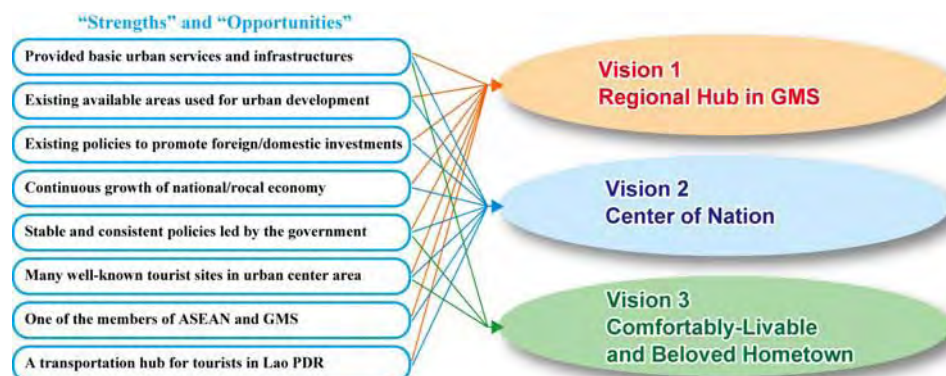 “Strengths” and “Opportunities”
Provided basic urban services and infrastructures
Existing available areas used for urban development
Existing policies to promote foreign/domestic investments
Continuous growth of national/rocal economy
Stable and consistent policies led by the government
Many well-known tourist sites in urban center area
One of the members of ASEAN and GMS
A transportation hub for tourists in Lao PDR
Vision 1
Regional Hub in GMS
Vision 2
Center of Nation
Vision 3
Comfortably-Livable
and Beloved Hometown